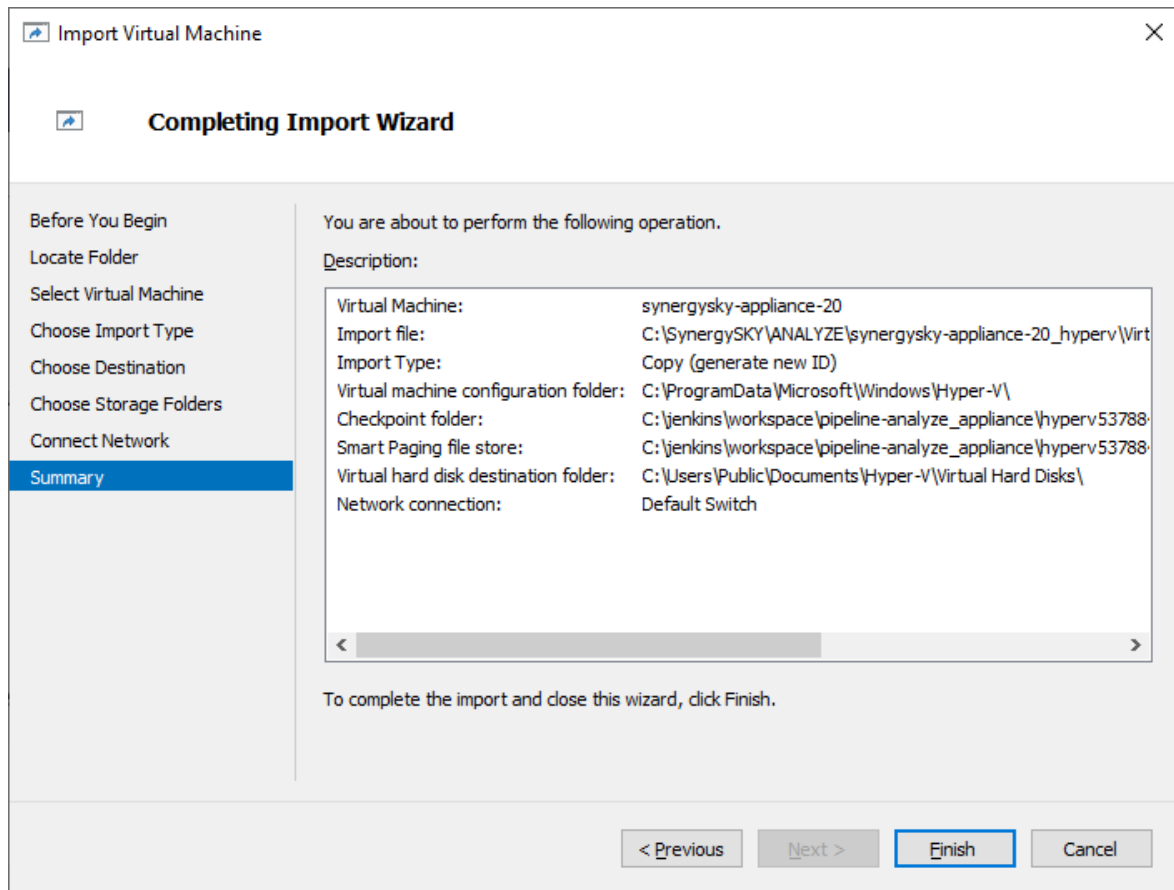 Import Virtual Machine
Completing Import Wizard
Before You Begin
Locate Folder
Select Virtual Machine
Choose Import Type
Choose Destination
Choose Storage Folders
Connect Network
Summary
You are about to perform the following operation.
Description:
Virtual Machine: synergysky-appliance-20
Import file: C:\SynergySKY\ANALYZE\synergysky-appliance-20_hyperv\Virt
Import Type: Copy (generate new ID)
Virtual machine configuration folder: C:\ProgramData\Microsoft\Windows\Hyper-V\
Checkpoint folder: C:\jenkins\workspace\pipeline-analyze_appliance\hyperv53788
Smart Paging file store: C:\jenkins\workspace\pipeline-analyze_appliance\hyperv53788
Virtual hard disk destination folder: C:\Users\Public\Documents\Hyper-V\Virtual Hard Disks\
Network connection: Default Switch
To complete the import and close this wizard, click Finish.
< Previous Next > Finish Cancel